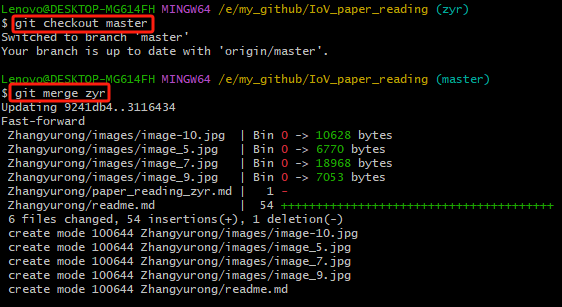 Lenovo@DESKTOP-MG614FH MINGW64 /e/my_github/IoV_paper_reading (zyr)
$ git checkout master
Switched to branch 'master'
Your branch is up to date with 'origin/master'.
Lenovo@DESKTOP-MG614FH MINGW64 /e/my_github/IoV_paper_reading (master)
$ git merge zyr
Updating 9241db4..3116434
Fast-forward
Zhangyurong/images/image-10.jpg | Bin 0 -> 10628 bytes
Zhangyurong/images/image_5.jpg | Bin 0 -> 6770 bytes
Zhangyurong/images/image_7.jpg | Bin 0 -> 18968 bytes
Zhangyurong/images/image_9.jpg | Bin 0 -> 7053 bytes
Zhangyurong/paper_reading_zyr.md | 1 -
Zhangyurong/readme.md | 54 +++++++++++++++++++++++++++++++++++++++
6 files changed, 54 insertions(+), 1 deletion(-)
create mode 100644 Zhangyurong/images/image-10.jpg
create mode 100644 Zhangyurong/images/image_5.jpg
create mode 100644 Zhangyurong/images/image_7.jpg
create mode 100644 Zhangyurong/images/image_9.jpg
create mode 100644 Zhangyurong/readme.md